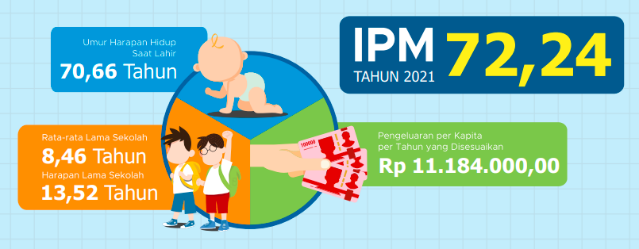 Umur Harapan Hidup
Saat Lahir
70,66 Tahun
IPM
TAHUN 2021
72,24
Rata-rata Lama Sekolah
8,46 Tahun
Harapan Lama Sekolah
13,52 Tahun
Pengeluaran per Kapita
per Tahun yang Disesuaikan
Rp 11.184.000,00